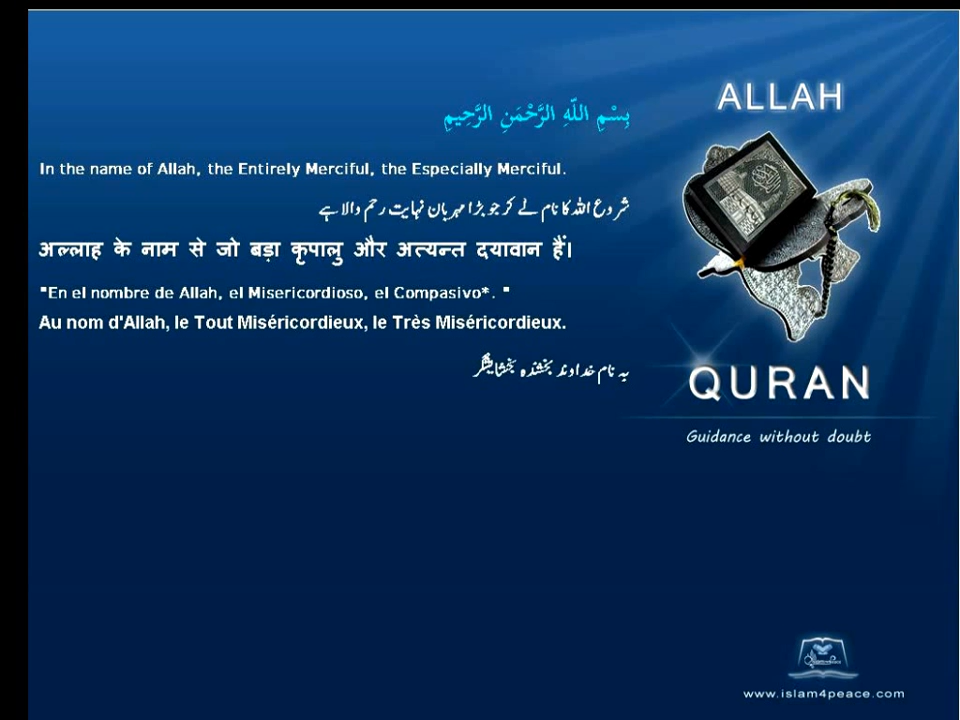 بِسْمِ اللّهِ الرَّحْمَنِ الرَّحِيمِ
In the name of Allah, the Entirely Merciful, the Especially Merciful.
شروع الله کا نام لے کر جو بڑا مہربان نہایت رحم والا ہے
अल्लाह के नाम से जो बड़ा कृपालु और अत्यन्त दयावान हैं।
"En el nombre de Allah, el Misericordioso, el Compasivo*. "
Au nom d'Allah, le Tout Miséricordieux, le Très Miséricordieux.
به نام خداوند بخشنده بخشایشگر
ALLAH
QURAN
Guidance without doubt
www.islam4peace.com